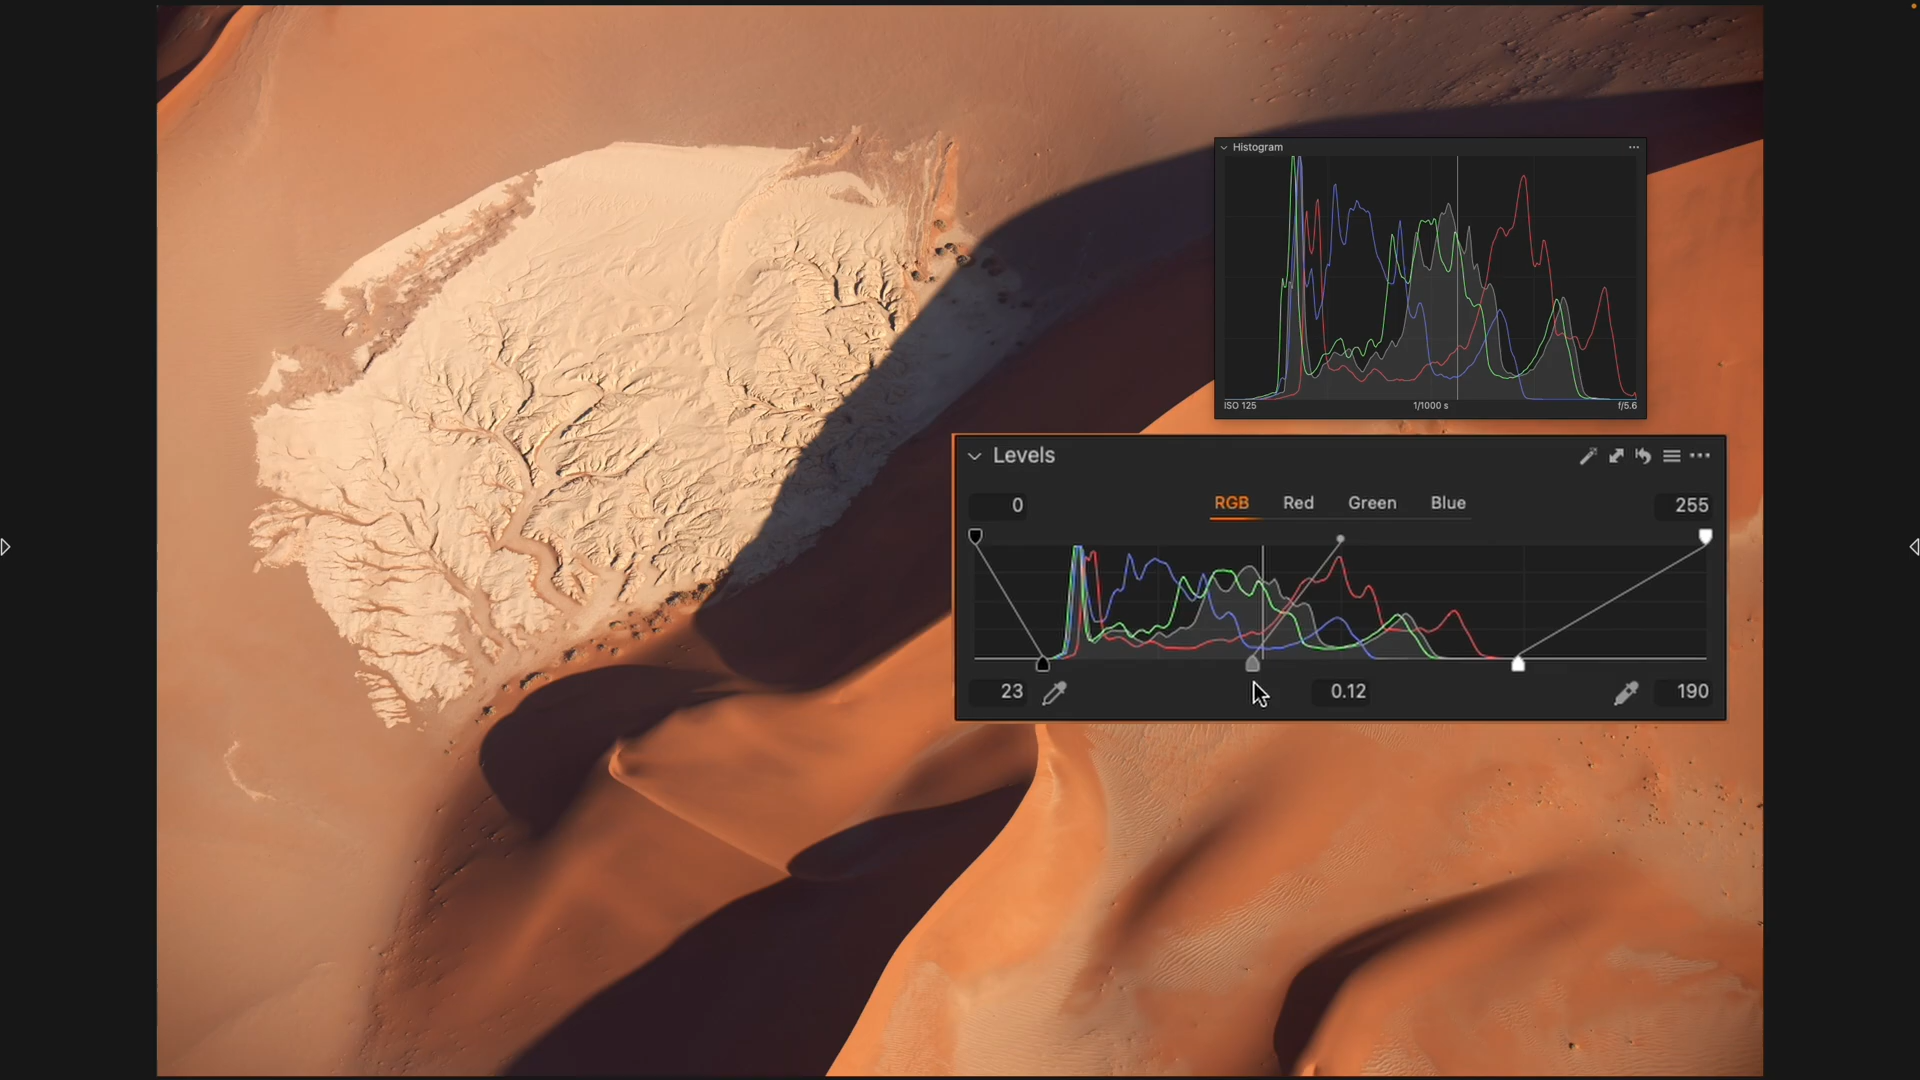 Histogram
ISO 125 1/1000 s f/5.6
Levels
0 RGB Red Green Blue 255
23 0.12 190